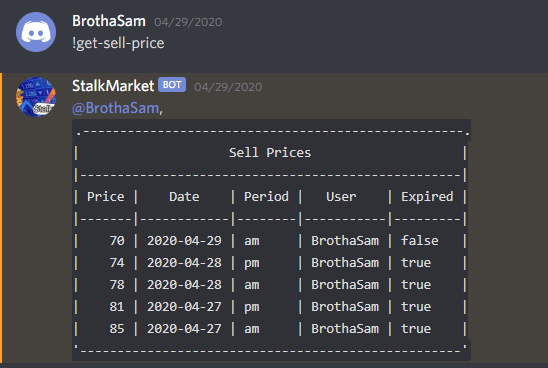 BrothaSam 04/29/2020
!get-sell-price
StalkMarket BOT 04/29/2020
@BrothaSam,
.---------------------------------------------------.
|                    Sell Prices                    |
|---------------------------------------------------|
| Price |    Date    | Period |   User    | Expired |
|-------|------------|--------|-----------|---------|
|    70 | 2020-04-29 | am     | BrothaSam | false   |
|    74 | 2020-04-28 | pm     | BrothaSam | true    |
|    78 | 2020-04-28 | am     | BrothaSam | true    |
|    81 | 2020-04-27 | pm     | BrothaSam | true    |
|    85 | 2020-04-27 | am     | BrothaSam | true    |
'---------------------------------------------------'